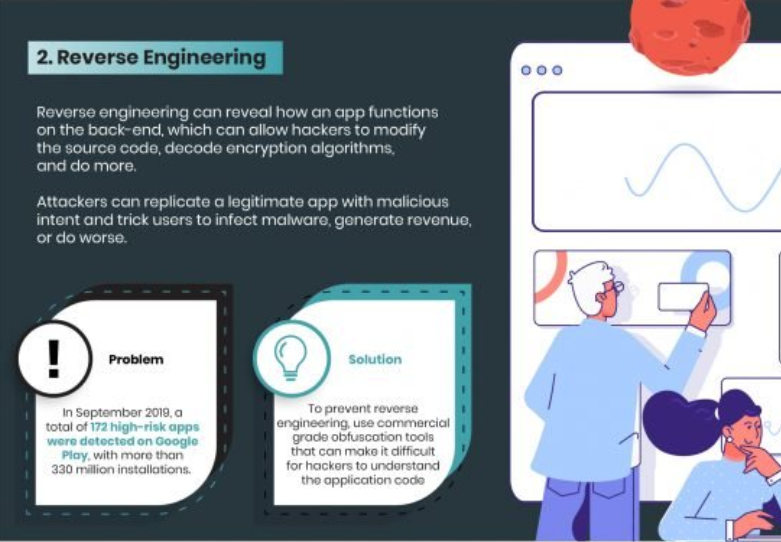 2. Reverse Engineering
Reverse engineering can reveal how an app functions
on the back-end, which can allow hackers to modify
the source code, decode encryption algorithms,
and do more.
Attackers can replicate a legitimate app with malicious
intent and trick users to infect malware, generate revenue,
or do worse.
!
Problem
In September 2019, a
total of 172 high-risk apps
were detected on Google
Play, with more than
330 million installations.
Solution
To prevent reverse
engineering, use commercial
grade obfuscation tools
that can make it difficult
for hackers to understand
the application code